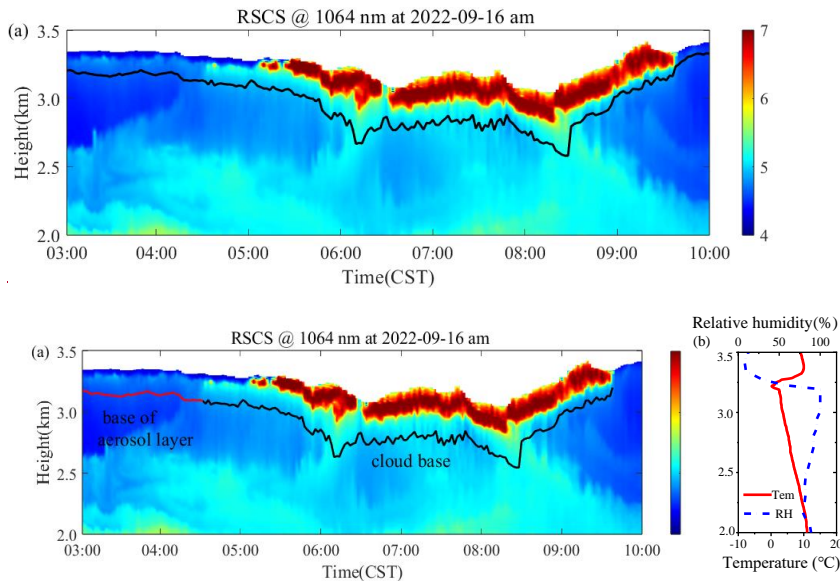 RSCS @ 1064 nm at 2022-09-16 am
(a)
3.5
3.0
2.5
2.0
Height(km)
03:00 04:00 05:00 06:00 07:00 08:00 09:00 10:00
Time(CST)
7
6
5
4
RSCS @ 1064 nm at 2022-09-16 am
(a)
3.5
3.0
2.5
2.0
Height(km)
base of
aerosol layer
cloud base
03:00 04:00 05:00 06:00 07:00 08:00 09:00 10:00
Time(CST)
Relative humidity(%)
(b)
0 50 100
3.5
3.0
2.5
2.0
Tem
RH
-10 0 10 20
Temperature (℃)